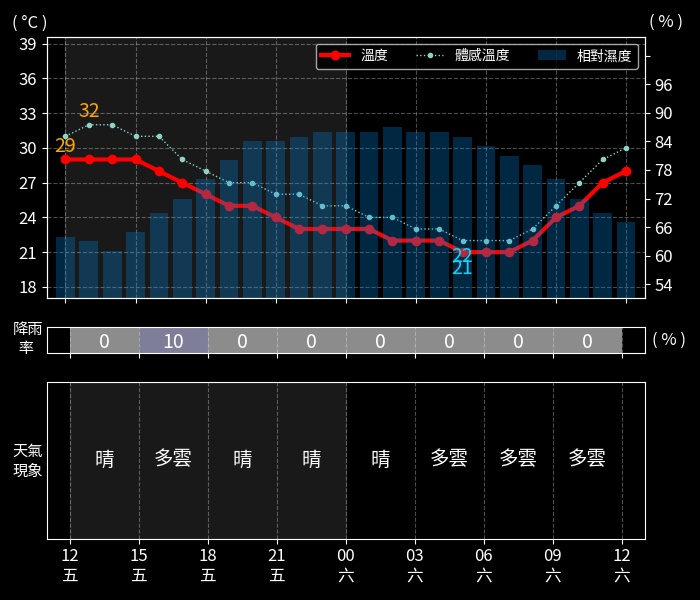 ( °C )
( % )
39
36
33
30
27
24
21
18
溫度
體感溫度
相對濕度
96
90
84
78
72
66
60
54
32
29
22
21
降雨
率
0 10 0 0 0 0 0 0
( % )
天氣
現象
晴 多雲 晴 晴 晴 多雲 多雲 多雲
12 15 18 21 00 03 06 09 12
五 五 五 五 六 六 六 六 六